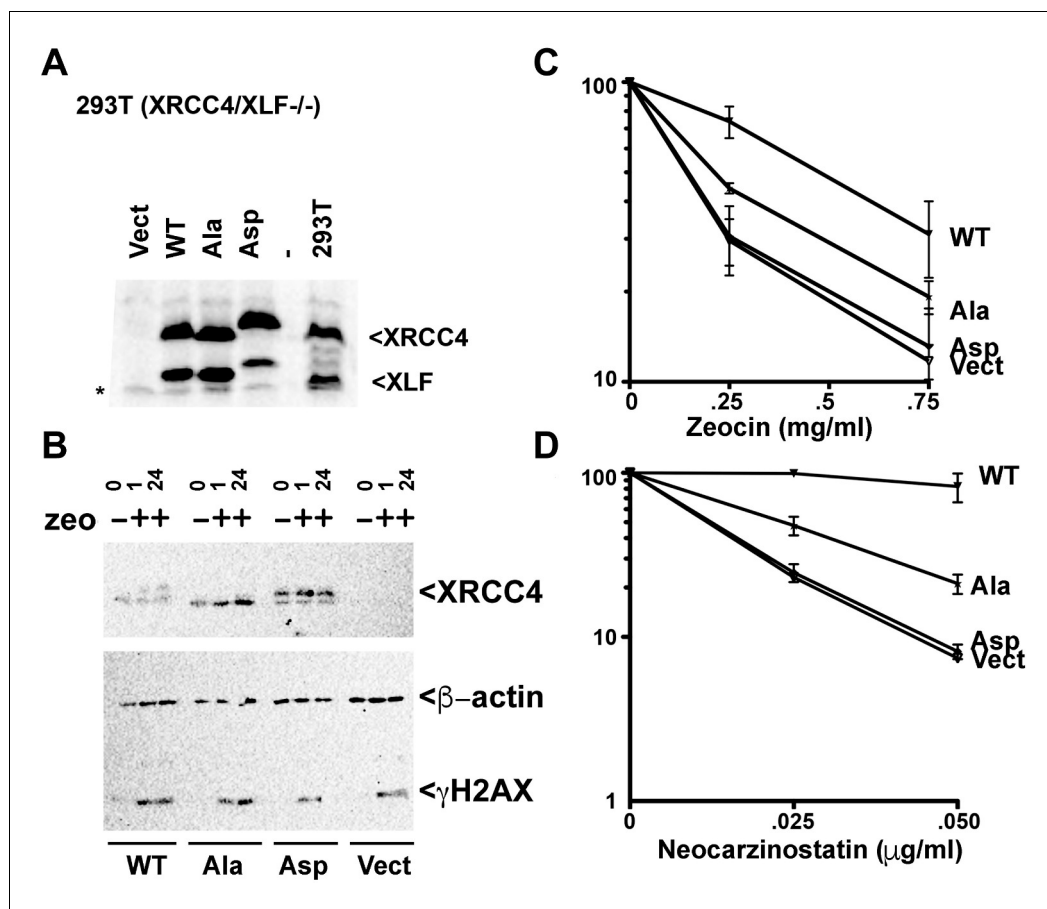 A
293T (XRCC4/XLF-/-)
Vect
WT
Ala
Asp
-
293T
<XRCC4
<XLF
*
B
0 1 24 0 1 24 0 1 24 0 1 24
zeo −++ −++ −++ −++
<XRCC4
<β−actin
<γH2AX
WT Ala Asp Vect
C
100
10
WT
Ala
Asp
Vect
0 .25 .5 .75
Zeocin (mg/ml)
D
100
10
1
WT
Ala
Asp
Vect
0 .025 .050
Neocarzinostatin (μg/ml)